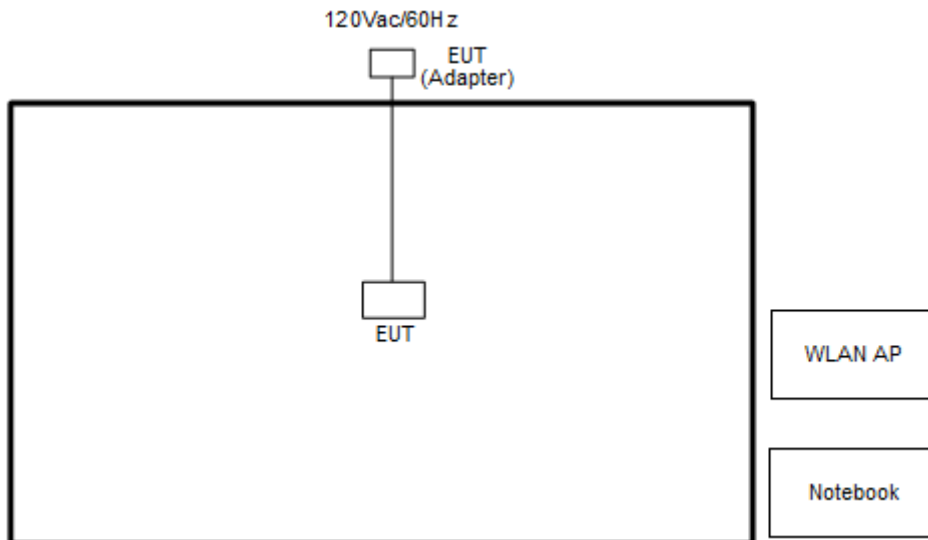 120Vac/60Hz
EUT
(Adapter)
EUT
WLAN AP
Notebook